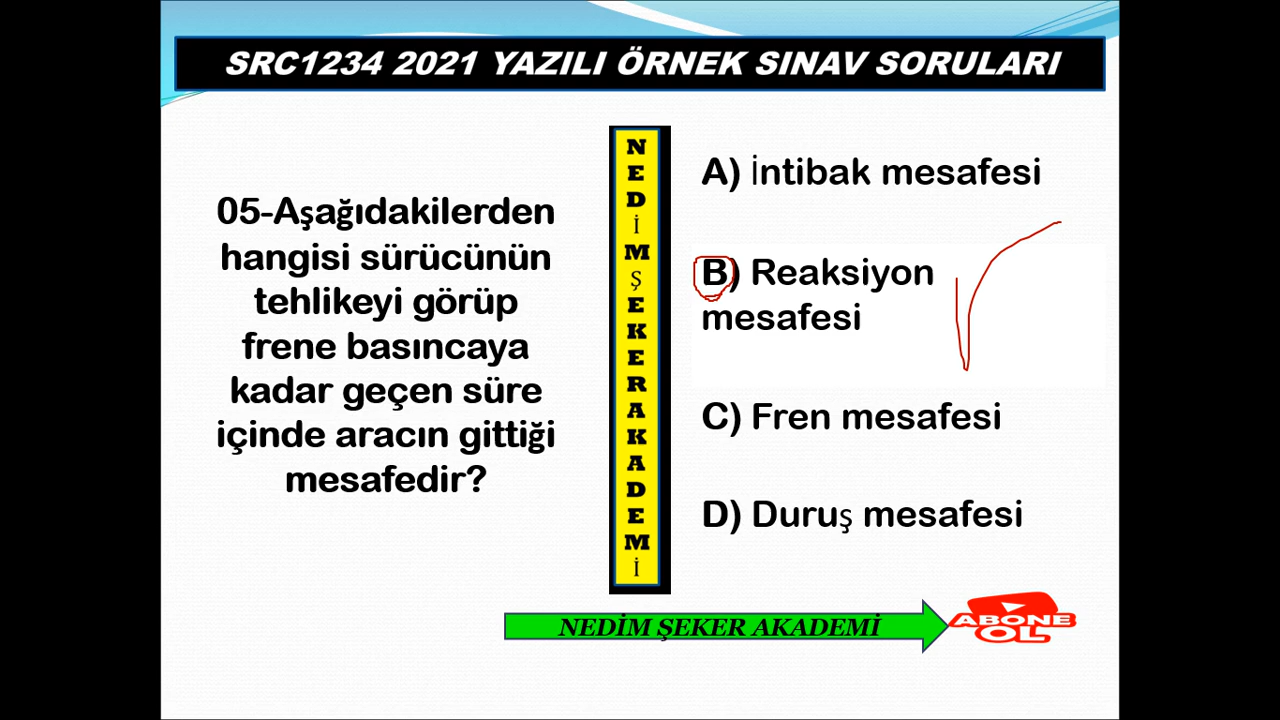 SRC1234 2021 YAZILI ÖRNEK SINAV SORULARI
05-Aşağıdakilerden
hangisi sürücünün
tehlikeyi görüp
frene basıncaya
kadar geçen süre
içinde aracın gittiği
mesafedir?
N
E
D
İ
M
Ş
E
K
E
R
A
K
A
D
E
M
İ
A) İntibak mesafesi
B) Reaksiyon
mesafesi
C) Fren mesafesi
D) Duruş mesafesi
NEDİM ŞEKER AKADEMİ
ABONE
OL